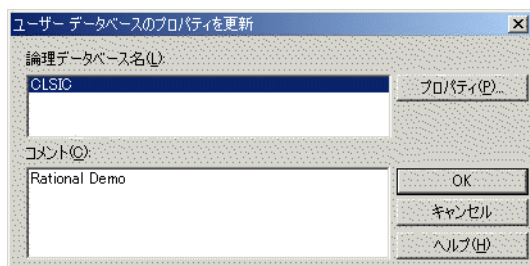 ユーザー データベースのプロパティを更新
論理データベース名(L):
CLSIC
プロパティ(P)...
コメント(C):
Rational Demo
OK
キャンセル
ヘルプ(H)